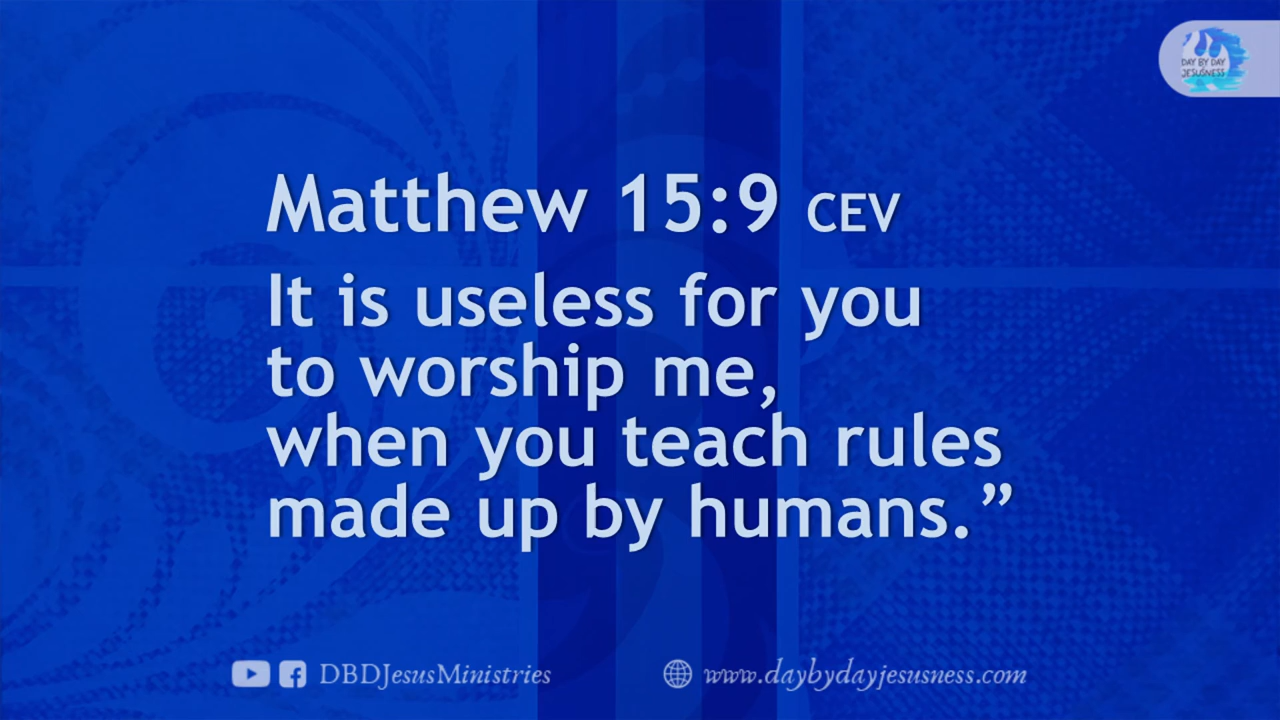 DAY BY DAY
JESUSNESS
Matthew 15:9 CEV
It is useless for you
to worship me,
when you teach rules
made up by humans.”
DBDJesusMinistries
www.daybydayjesusness.com